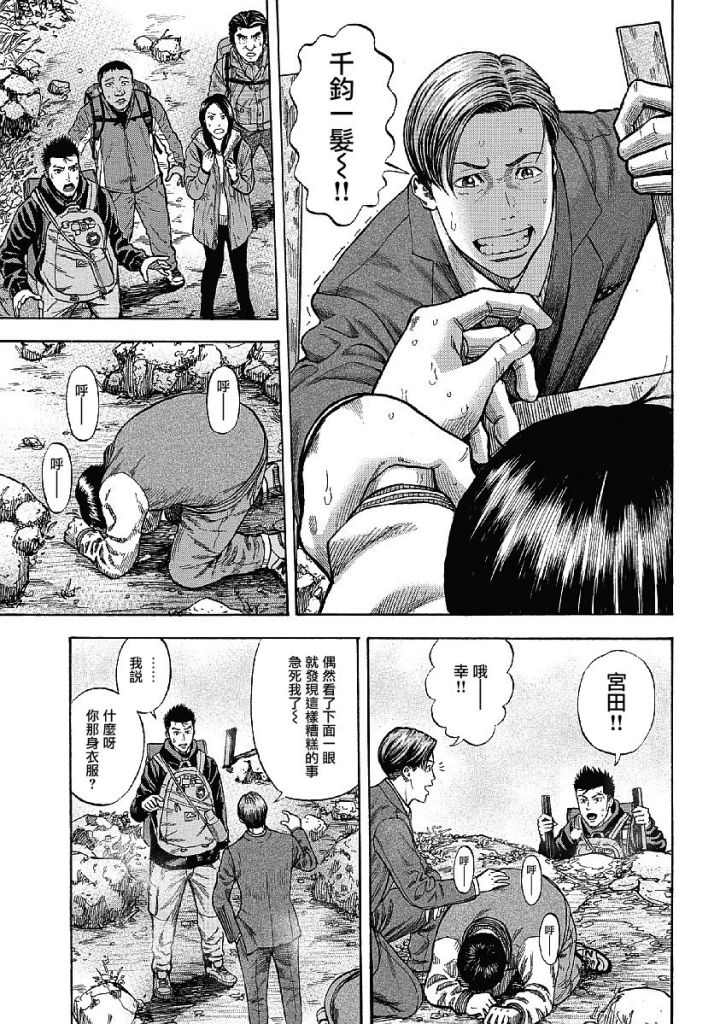 千鈞一髮～!!
呼—
呼—
呼—
宮田!!
哦—
幸!!
呼—
呼—
呼—
偶然看了下面一眼
就發現這樣糟糕的事
急死我了～
……
我説
什麼呀
你那身衣服？